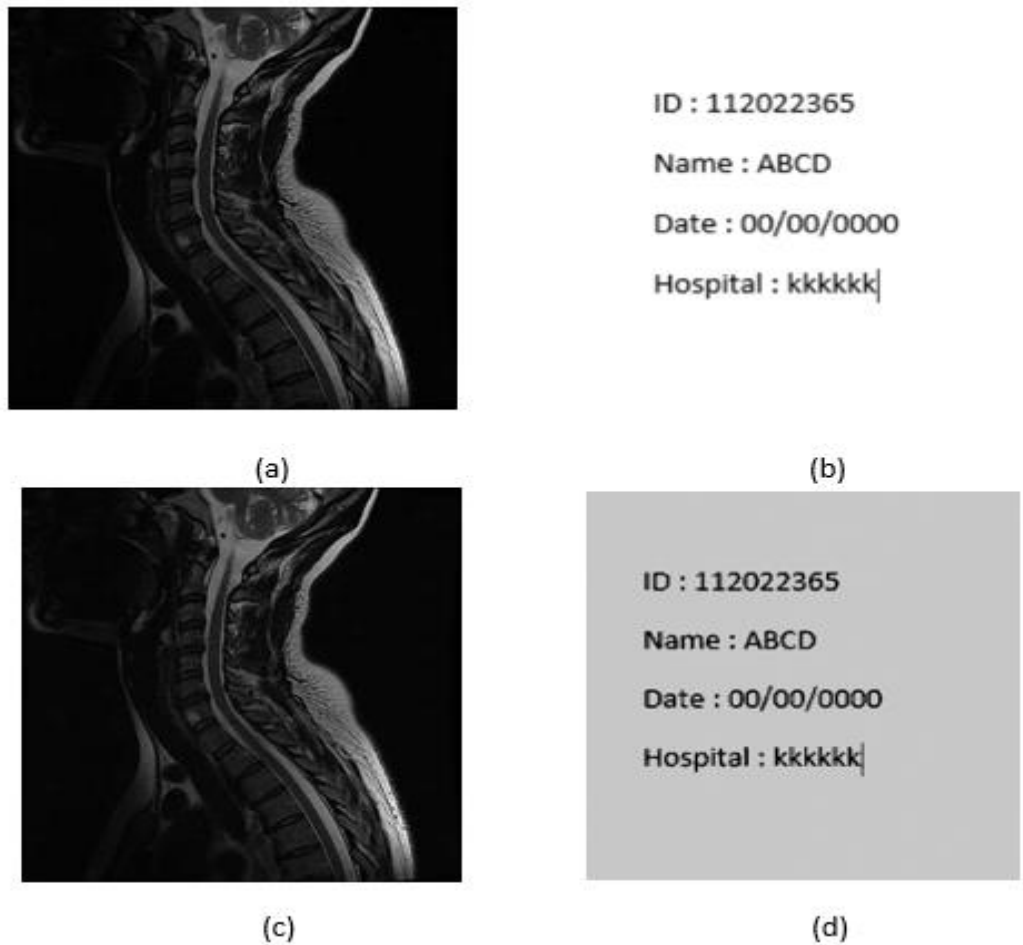 ID : 112022365
Name : ABCD
Date : 00/00/0000
Hospital : kkkkkk
(a)
(b)
ID : 112022365
Name : ABCD
Date : 00/00/0000
Hospital : kkkkkk
(c)
(d)